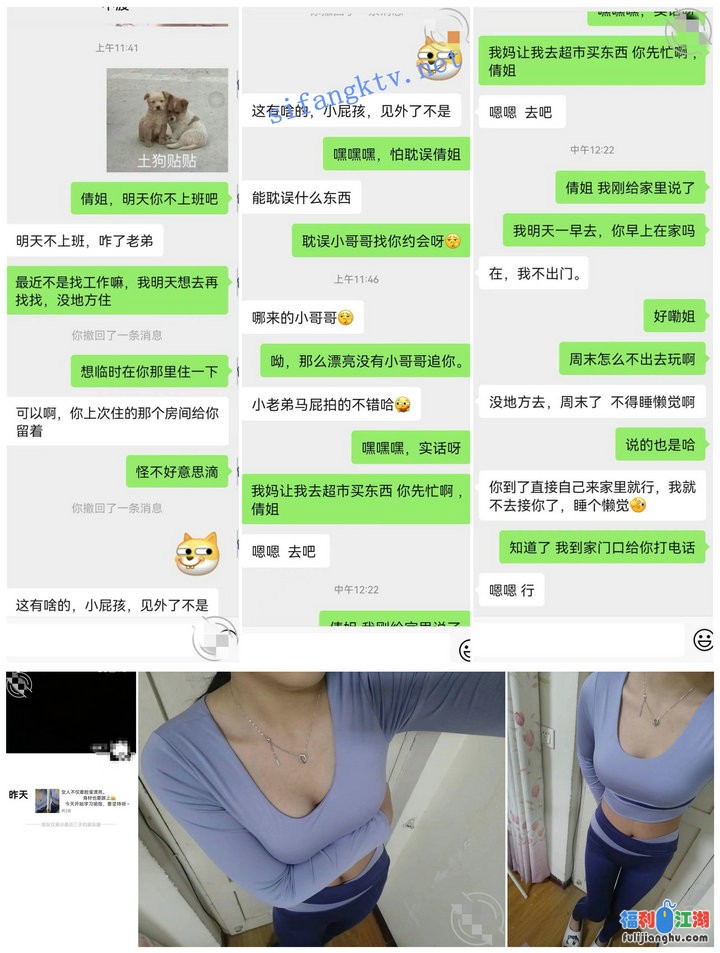 上午11:41
土狗贴贴
倩姐，明天你不上班吧
明天不上班，咋了老弟
最近不是找工作嘛，我明天想去再
找找，没地方住
你撤回了一条消息
想临时在你那里住一下
可以啊，你上次住的那个房间给你
留着
怪不好意思滴
你撤回了一条消息
这有啥的，小屁孩，见外了不是
sifangktv.net
这有啥的，小屁孩，见外了不是
嘿嘿嘿，怕耽误倩姐
能耽误什么东西
耽误小哥哥找你约会呀
上午11:46
哪来的小哥哥
呦，那么漂亮没有小哥哥追你。
小老弟马屁拍的不错哈
嘿嘿嘿，实话呀
我妈让我去超市买东西 你先忙啊，
倩姐
嗯嗯 去吧
中午12:22
倩姐 我刚给家里说了
嘿嘿嘿，实话呀
我妈让我去超市买东西 你先忙啊，
倩姐
嗯嗯 去吧
中午12:22
倩姐 我刚给家里说了
我明天一早去，你早上在家吗
在，我不出门。
好嘞姐
周末怎么不出去玩啊
没地方去，周末了 不得睡懒觉啊
说的也是哈
你到了直接自己来家里就行，我就
不去接你了，睡个懒觉
知道了 我到家门口给你打电话
嗯嗯 行
昨天
福利江湖
fulijianghu.com